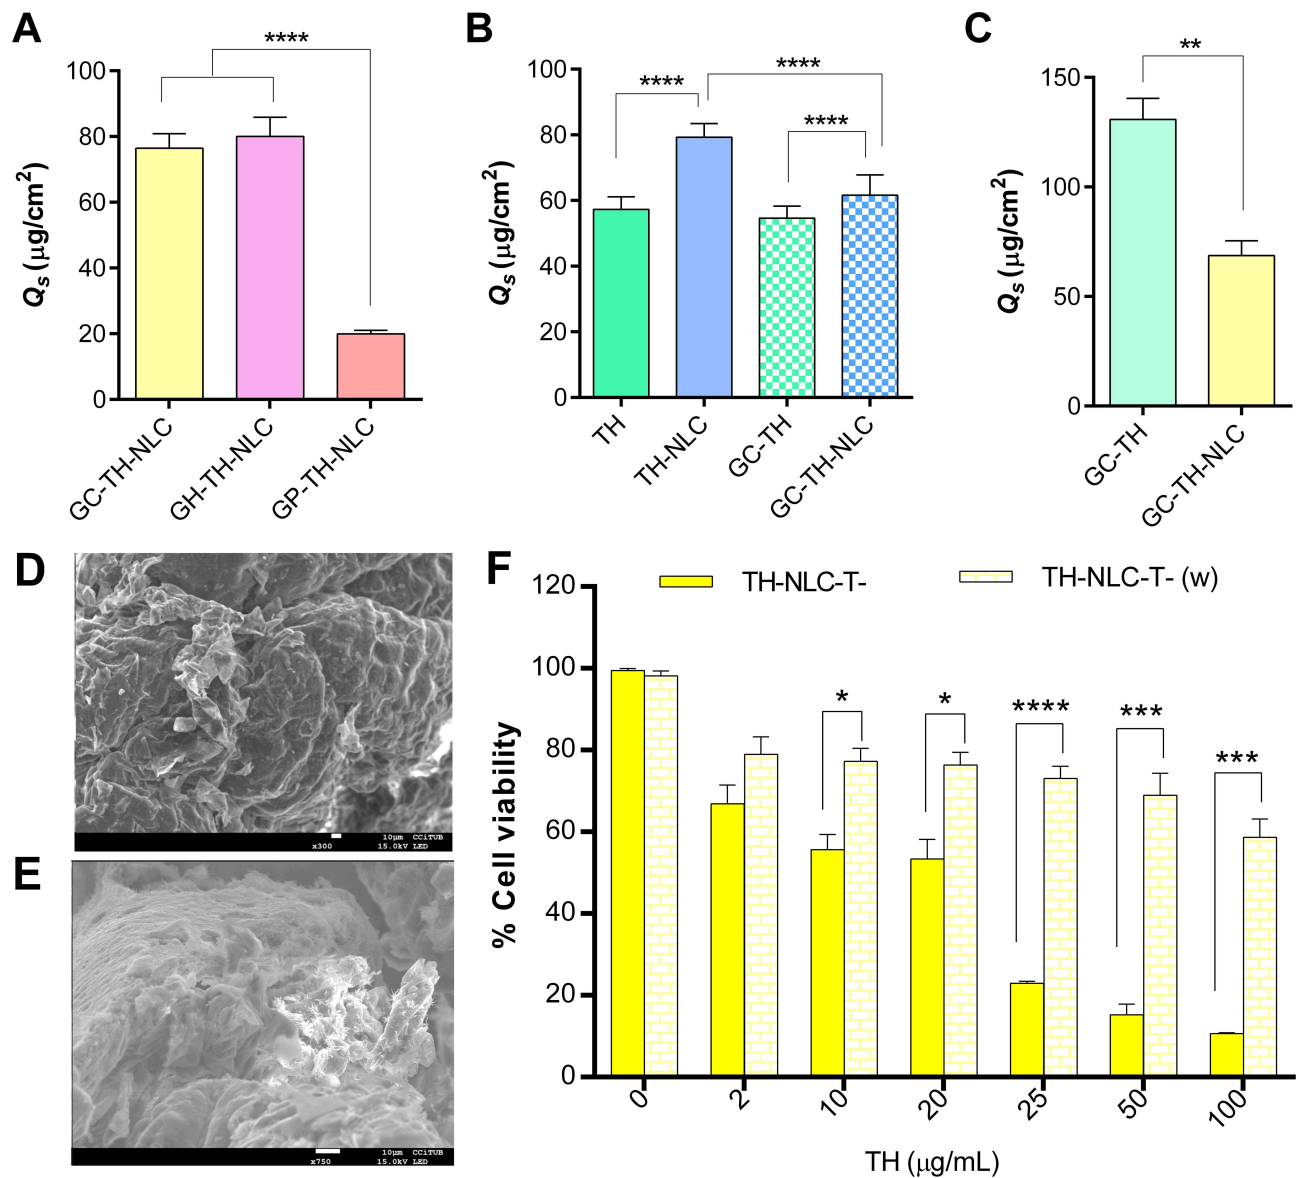 A
****
Qs (µg/cm2)
100
80
60
40
20
0
GC-TH-NLC
GH-TH-NLC
GP-TH-NLC
B
****
****
****
Qs (µg/cm2)
100
80
60
40
20
0
TH
TH-NLC
GC-TH
GC-TH-NLC
C
**
Qs (µg/cm2)
150
100
50
0
GC-TH
GC-TH-NLC
D
10µm CCiTUB
x300 15.0kV LED
E
10µm CCiTUB
x750 15.0kV LED
F
TH-NLC-T-
TH-NLC-T- (w)
% Cell viability
120
100
80
60
40
20
0
*
*
****
***
***
0
2
10
20
25
50
100
TH (µg/mL)